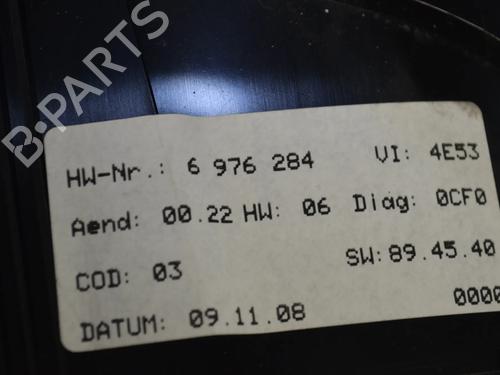 B-PARTS
HW-Nr.: 6 976 284 VI: 4E53
Aend: 00.22 HW: 06 Diag: 0CF0
COD: 03 SW: 89.45.40
DATUM: 09.11.08 0000